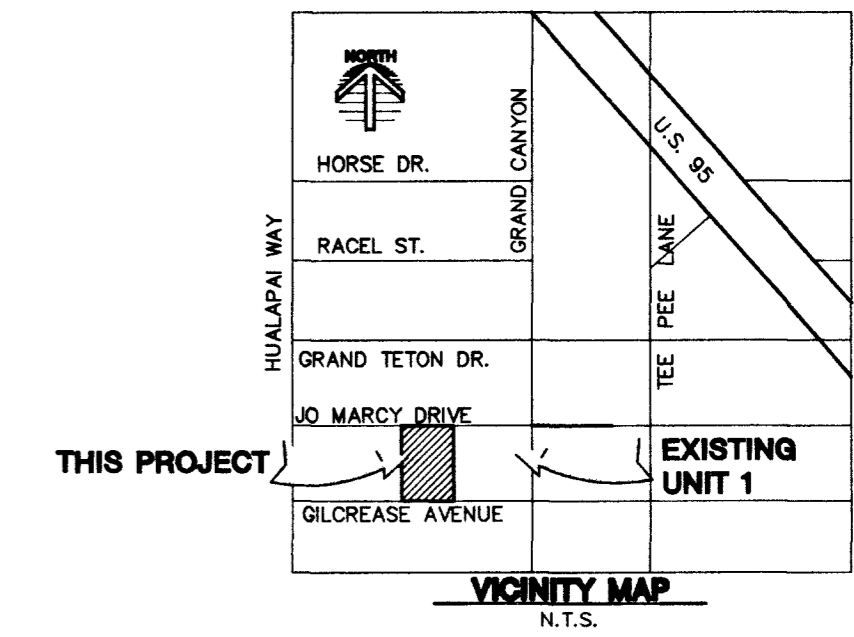 NORTH
HORSE DR.
GRAND CANYON
U.S. 95
RACEL ST.
HUALAPAI WAY
TEE PEE LANE
GRAND TETON DR.
JO MARCY DRIVE
THIS PROJECT
EXISTING
UNIT 1
GILCREASE AVENUE
VICINITY MAP
N.T.S.